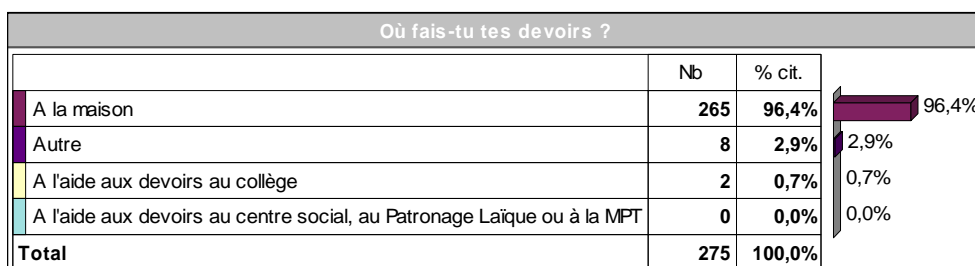 Où fais-tu tes devoirs ?
Nb % cit.
A la maison 265 96,4% 96,4%
Autre 8 2,9% 2,9%
A l'aide aux devoirs au collège 2 0,7% 0,7%
A l'aide aux devoirs au centre social, au Patronage Laïque ou à la MPT 0 0,0% 0,0%
Total 275 100,0%